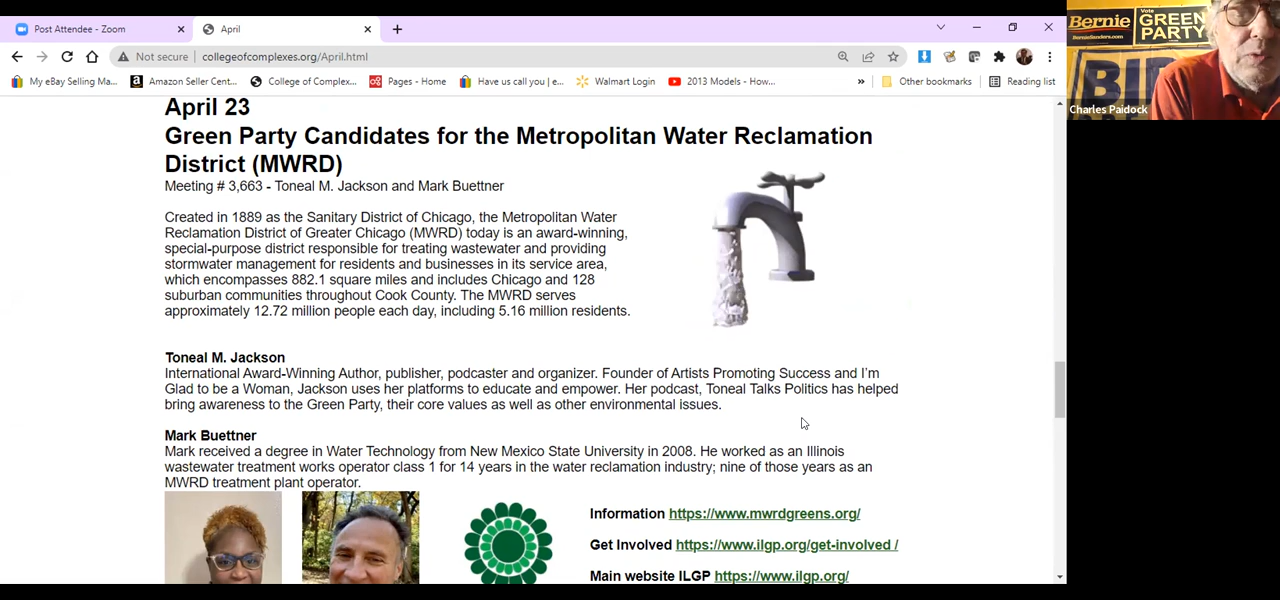 Post Attendee - Zoom
April
Not secure
collegeofcomplexes.org/April.html
My eBay Selling Ma...
Amazon Seller Cent...
College of Complex...
Pages - Home
Have us call you | e...
Walmart Login
2013 Models - How...
»
Other bookmarks
Reading list
April 23
Green Party Candidates for the Metropolitan Water Reclamation
District (MWRD)
Meeting # 3,663 - Toneal M. Jackson and Mark Buettner
Created in 1889 as the Sanitary District of Chicago, the Metropolitan Water
Reclamation District of Greater Chicago (MWRD) today is an award-winning,
special-purpose district responsible for treating wastewater and providing
stormwater management for residents and businesses in its service area,
which encompasses 882.1 square miles and includes Chicago and 128
suburban communities throughout Cook County. The MWRD serves
approximately 12.72 million people each day, including 5.16 million residents.
Toneal M. Jackson
International Award-Winning Author, publisher, podcaster and organizer. Founder of Artists Promoting Success and I'm
Glad to be a Woman, Jackson uses her platforms to educate and empower. Her podcast, Toneal Talks Politics has helped
bring awareness to the Green Party, their core values as well as other environmental issues.
Mark Buettner
Mark received a degree in Water Technology from New Mexico State University in 2008. He worked as an Illinois
wastewater treatment works operator class 1 for 14 years in the water reclamation industry; nine of those years as an
MWRD treatment plant operator.
Information https://www.mwrdgreens.org/
Get Involved https://www.ilgp.org/get-involved /
Main website ILGP https://www.ilgp.org/
Bernie
Berniesanders.com
Vote
GREEN
PARTY
Charles Paidock